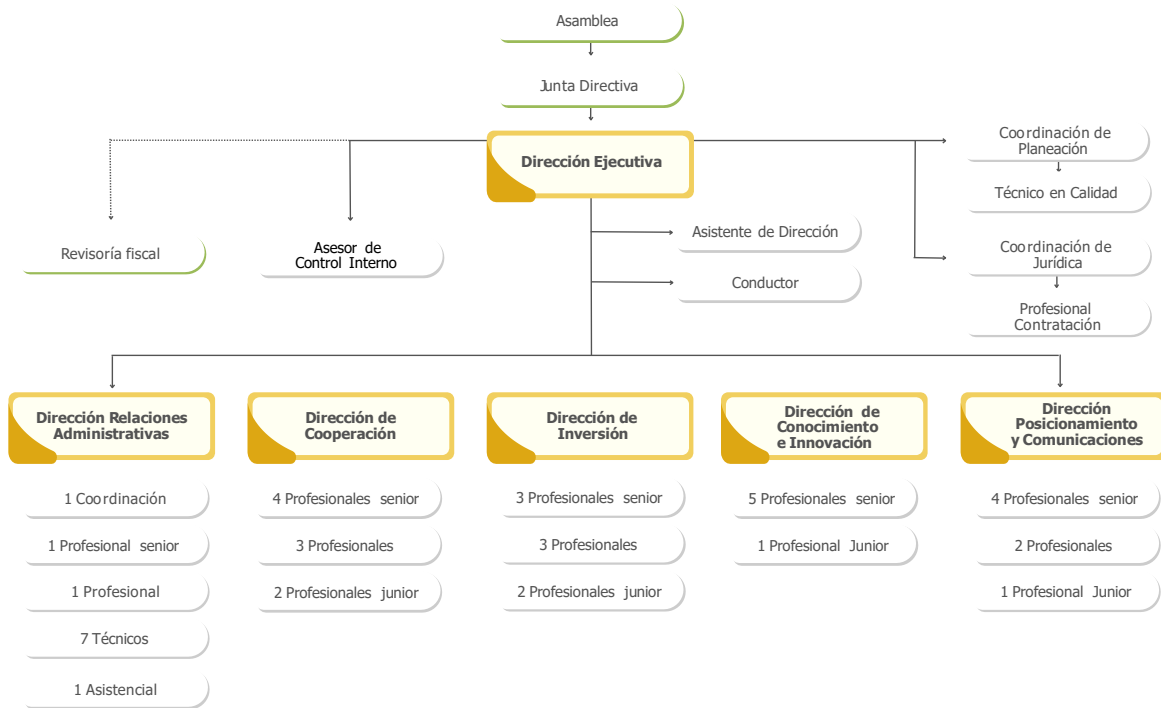 Asamblea
Junta Directiva
Dirección Ejecutiva
Coordinación de
Planeación
Técnico en Calidad
Revisoría fiscal
Asesor de
Control Interno
Asistente de Dirección
Conductor
Coordinación de
Jurídica
Profesional
Contratación
Dirección Relaciones
Administrativas
1 Coordinación
1 Profesional senior
1 Profesional
7 Técnicos
1 Asistencial
Dirección de
Cooperación
4 Profesionales senior
3 Profesionales
2 Profesionales junior
Dirección de
Inversión
3 Profesionales senior
3 Profesionales
2 Profesionales junior
Dirección de
Conocimiento
e Innovación
5 Profesionales senior
1 Profesional Junior
Dirección
Posicionamiento
y Comunicaciones
4 Profesionales senior
2 Profesionales
1 Profesional Junior